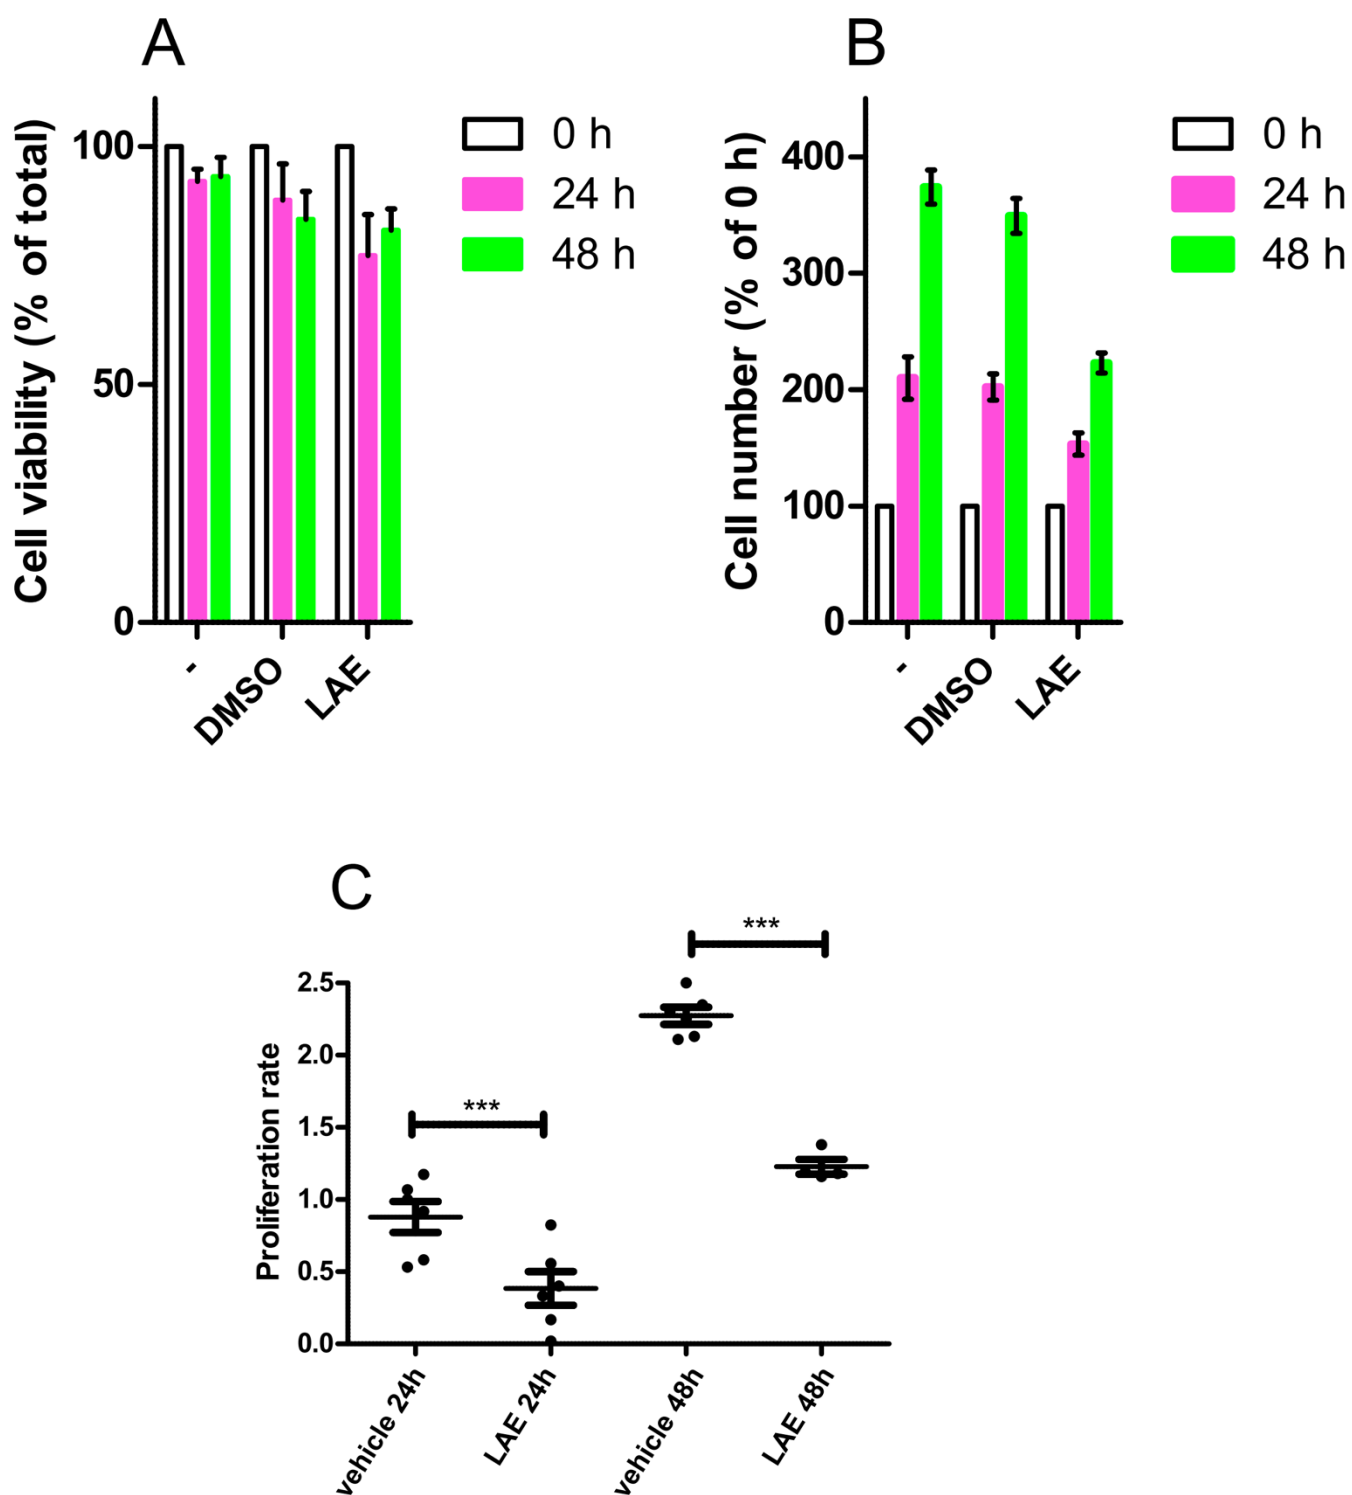 A
Cell viability (% of total)
100
50
0
-
DMSO
LAE
0 h
24 h
48 h
B
Cell number (% of 0 h)
400
300
200
100
0
-
DMSO
LAE
0 h
24 h
48 h
C
Proliferation rate
2.5
2.0
1.5
1.0
0.5
0.0
***
***
vehicle 24h
LAE 24h
vehicle 48h
LAE 48h